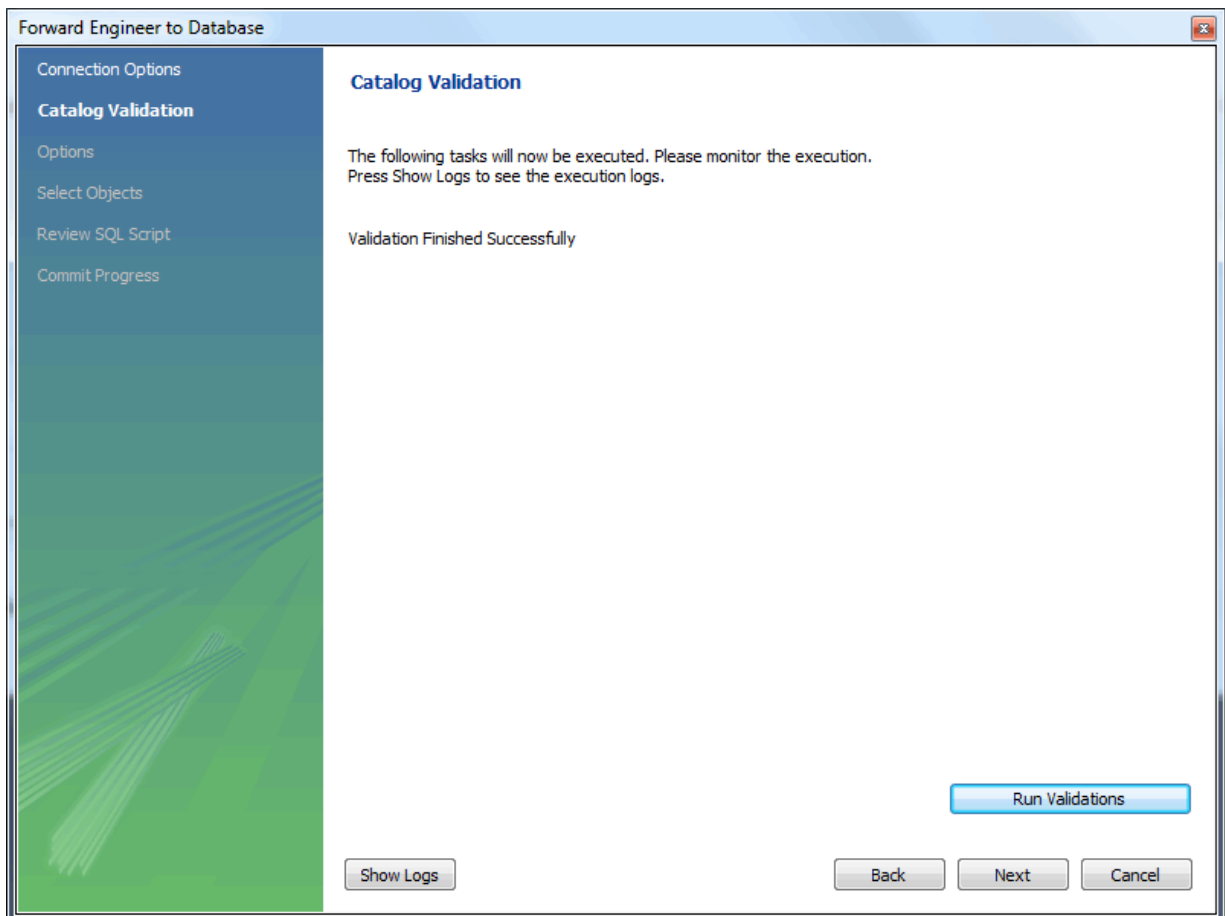 Forward Engineer to Database
Connection Options
Catalog Validation
Options
Select Objects
Review SQL Script
Commit Progress
Catalog Validation
The following tasks will now be executed. Please monitor the execution.
Press Show Logs to see the execution logs.
Validation Finished Successfully
Run Validations
Show Logs
Back
Next
Cancel